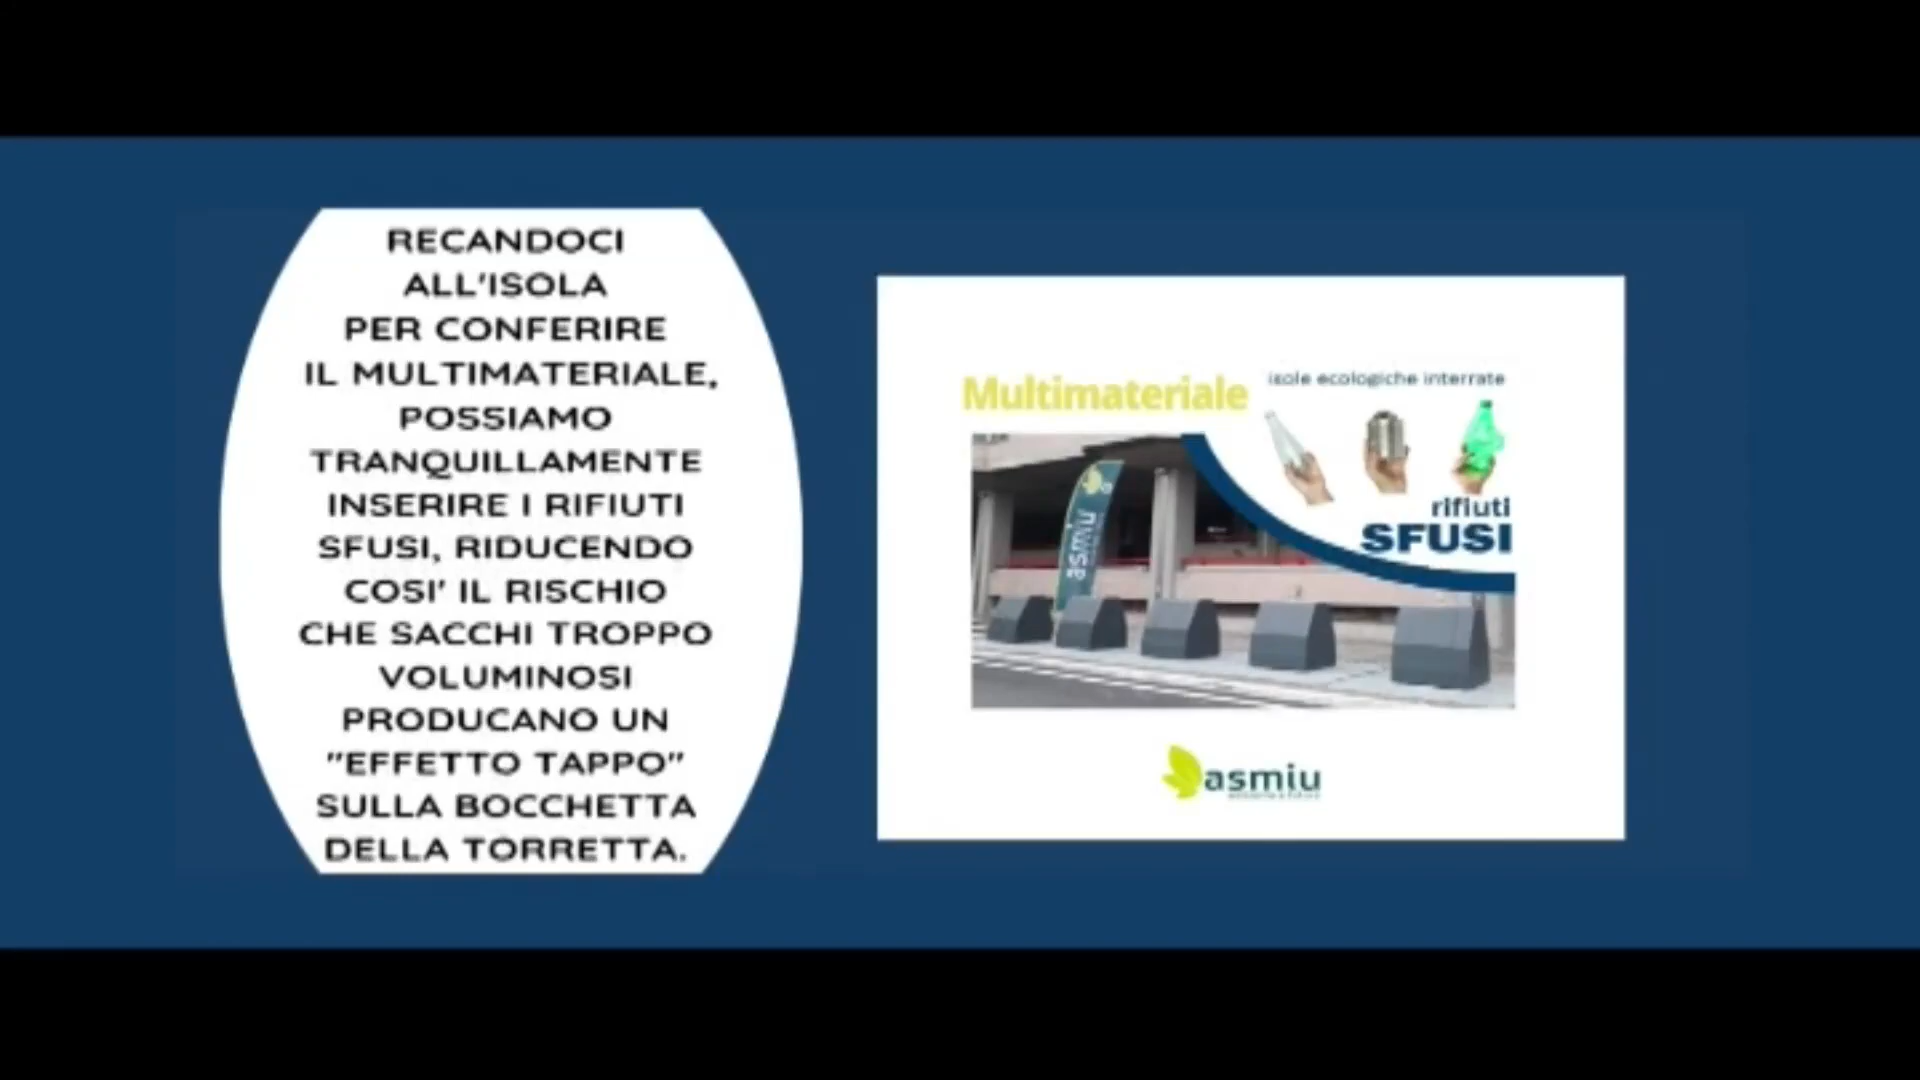 RECANDOCI
ALL'ISOLA
PER CONFERIRE
IL MULTIMATERIALE,
POSSIAMO
TRANQUILLAMENTE
INSERIRE I RIFIUTI
SFUSI, RIDUCENDO
COSI' IL RISCHIO
CHE SACCHI TROPPO
VOLUMINOSI
PRODUCANO UN
"EFFETTO TAPPO"
SULLA BOCCHETTA
DELLA TORRETTA.
Multimateriale
isole ecologiche interrate
rifiuti
SFUSI
asmiu
asmiu